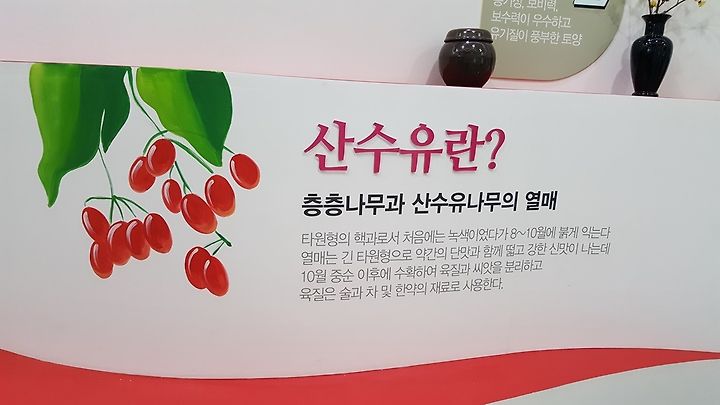 통기성, 보비력,
보수력이 우수하고
유기질이 풍부한 토양
산수유란?
층층나무과 산수유나무의 열매
타원형의 핵과로서 처음에는 녹색이었다가 8~10월에 붉게 익는다
열매는 긴 타원형으로 약간의 단맛과 함께 떫고 강한 신맛이 나는데
10월 중순 이후에 수확하여 육질과 씨앗을 분리하고
육질은 술과 차 및 한약의 재료로 사용한다.